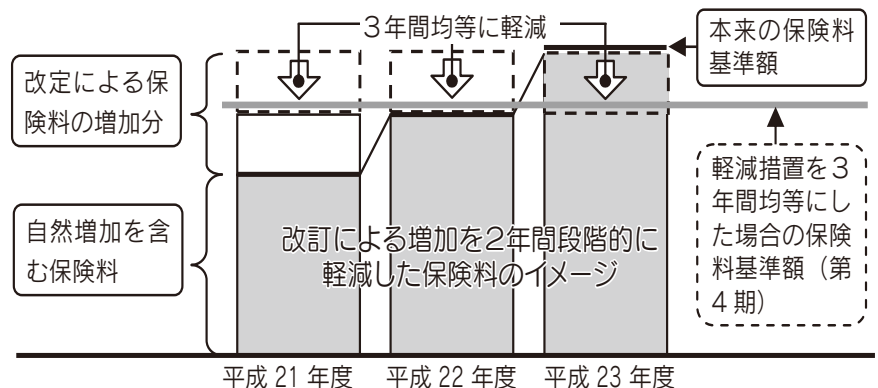 3年間均等に軽減
本来の保険料
基準額
改定による保
険料の増加分
自然増加を含
む保険料
改訂による増加を2年間段階的に
軽減した保険料のイメージ
軽減措置を3
年間均等にし
た場合の保険
料基準額（第
4期）
平成 21 年度
平成 22 年度
平成 23 年度